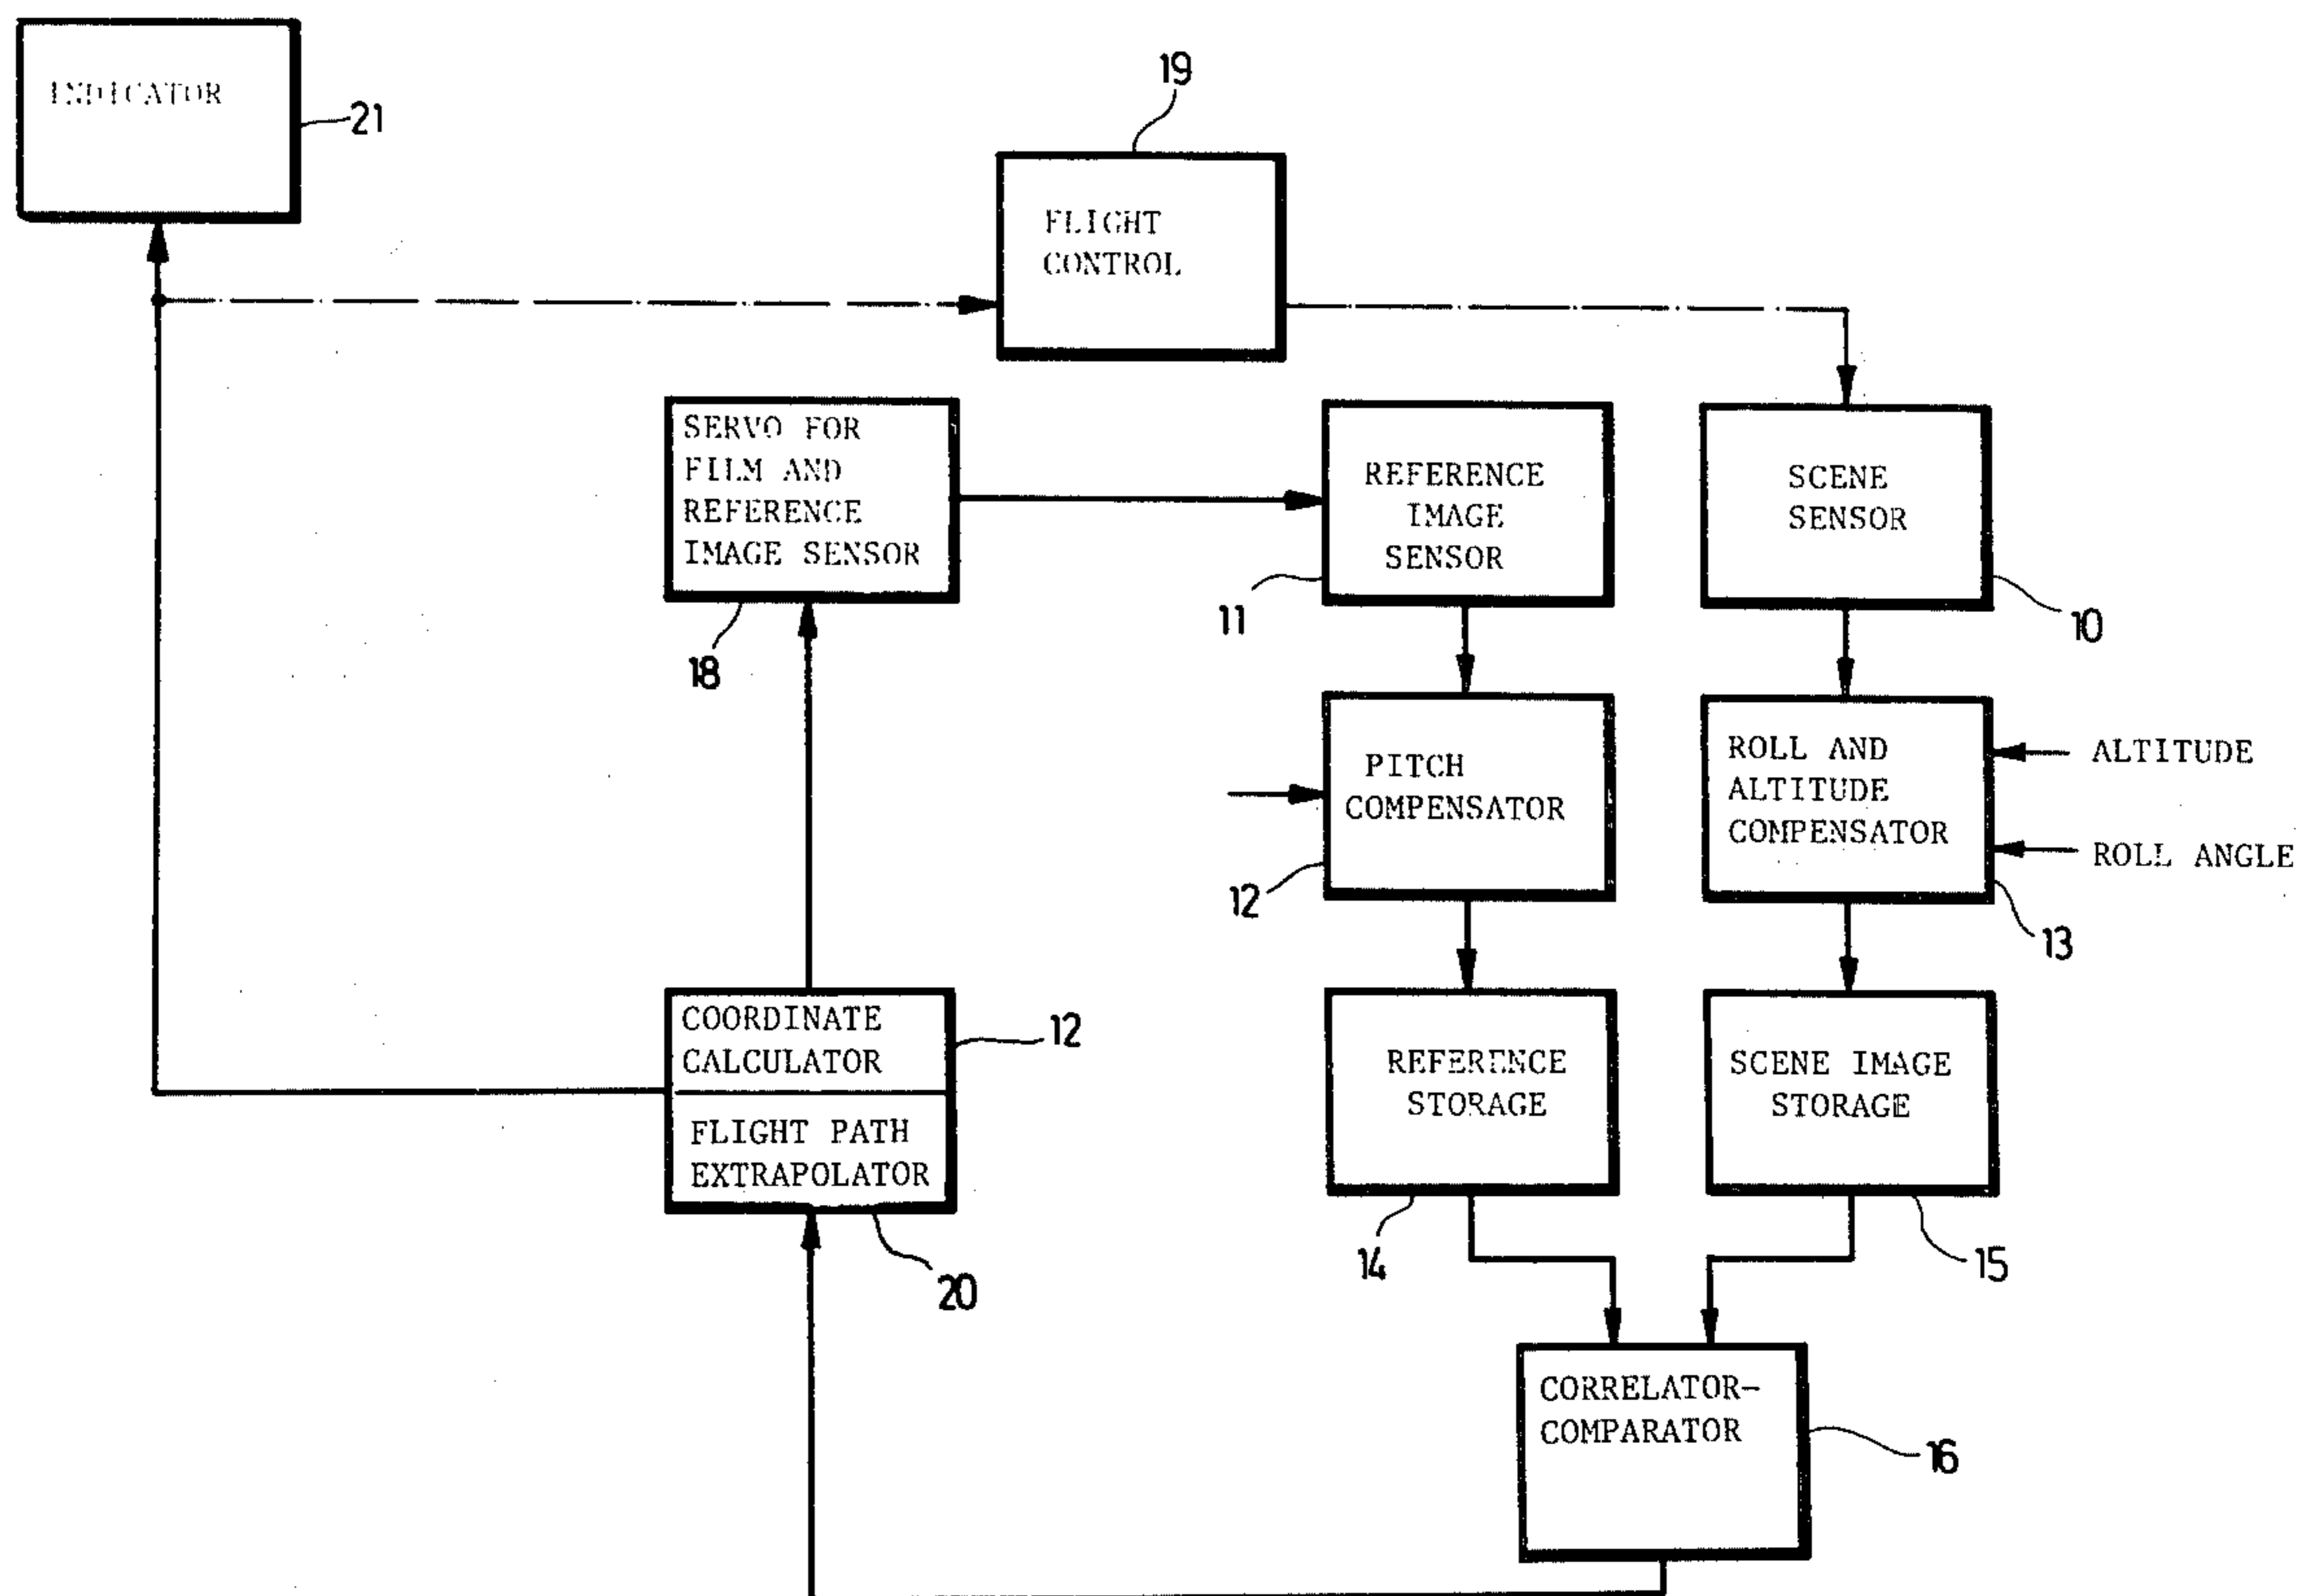 INDICATOR
21
19
FLIGHT
CONTROL
SERVO FOR
FILM AND
REFERENCE
IMAGE SENSOR
18
REFERENCE
IMAGE
SENSOR
11
SCENE
SENSOR
10
PITCH
COMPENSATOR
12
ROLL AND
ALTITUDE
COMPENSATOR
13
ALTITUDE
ROLL ANGLE
COORDINATE
CALCULATOR
12
FLIGHT PATH
EXTRAPOLATOR
20
REFERENCE
STORAGE
14
SCENE IMAGE
STORAGE
15
CORRELATOR-
COMPARATOR
16